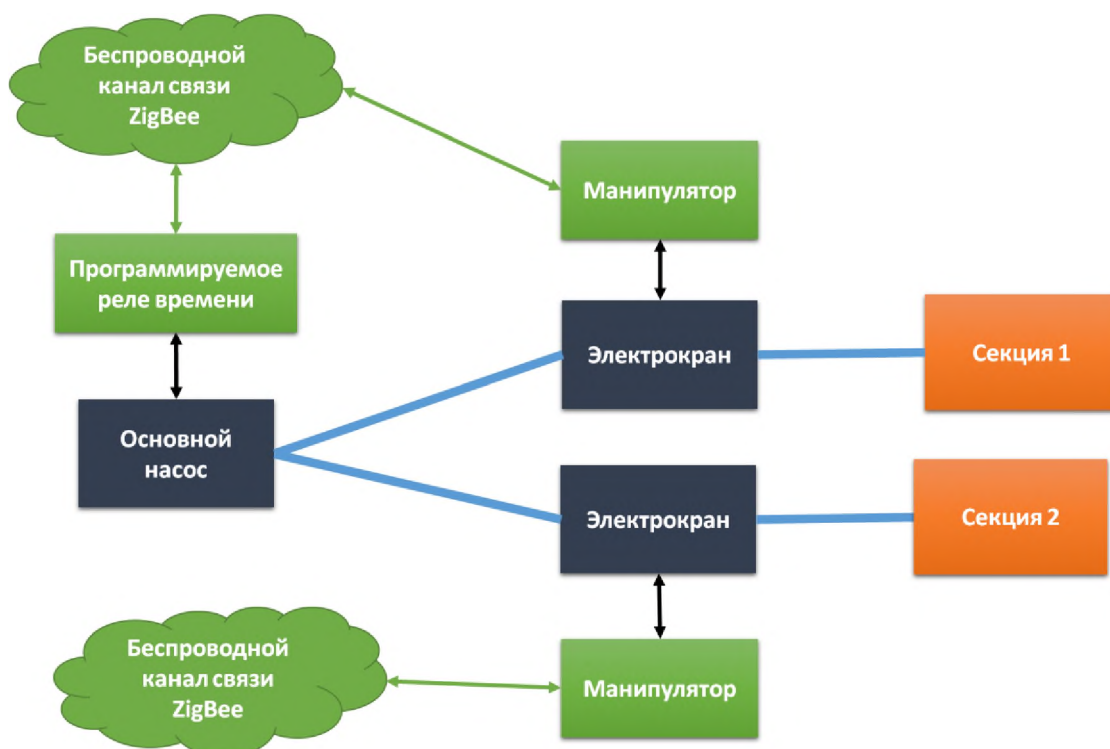 Беспроводной
канал связи
ZigBee
Манипулятор
Программируемое
реле времени
Электрокран
Секция 1
Основной
насос
Электрокран
Секция 2
Беспроводной
канал связи
ZigBee
Манипулятор